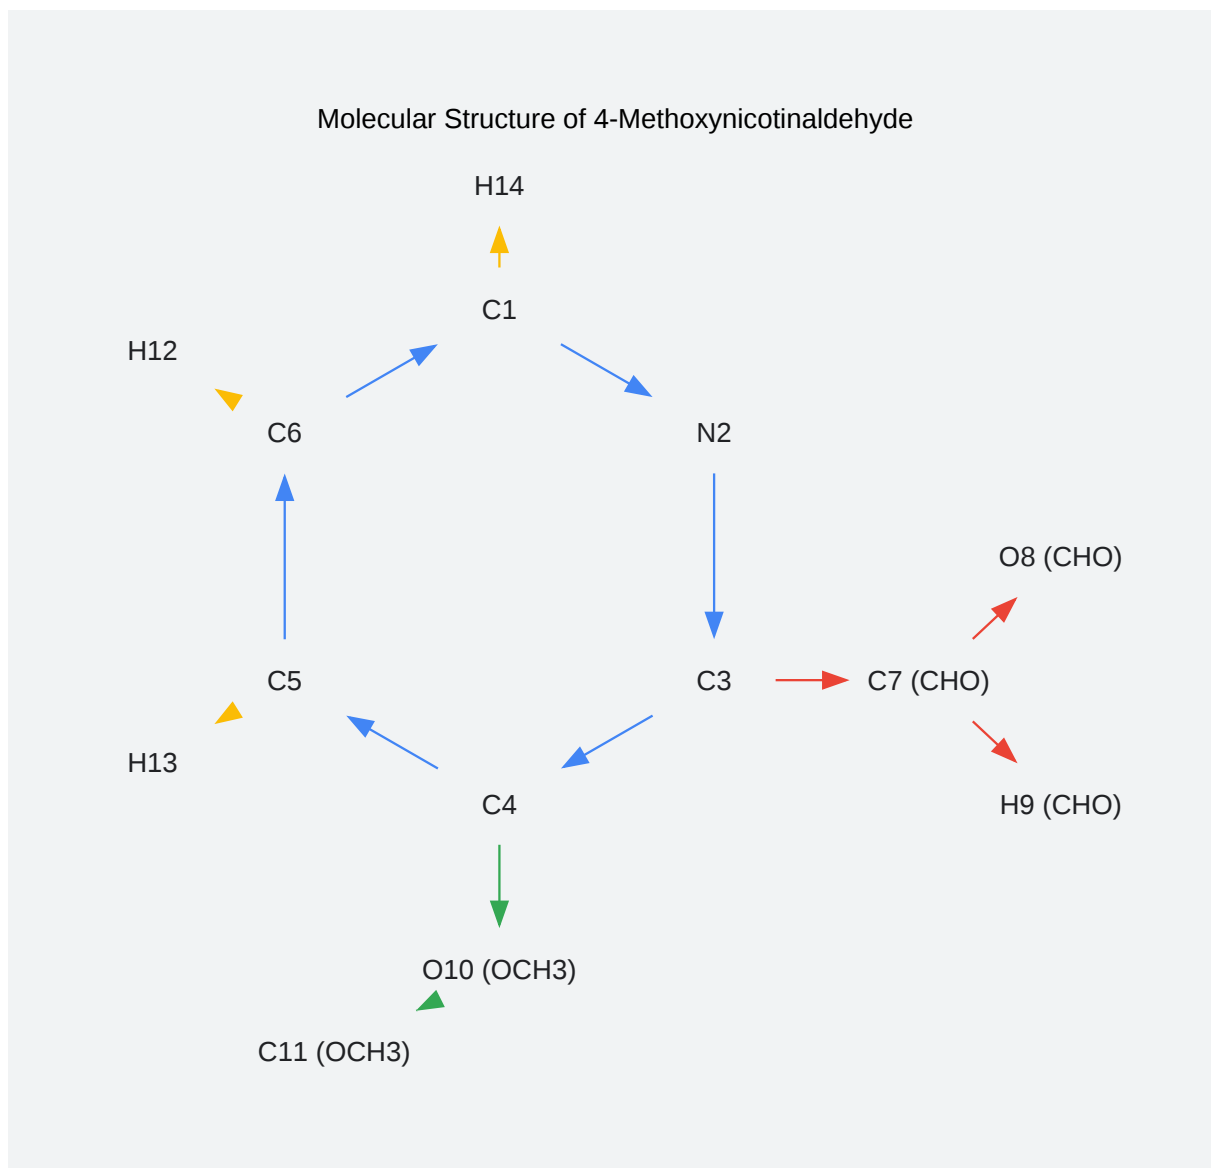 Molecular Structure of 4-Methoxynicotinaldehyde
H14
C1
H12
C6
N2
O8 (CHO)
C5
C3
C7 (CHO)
H13
C4
H9 (CHO)
O10 (OCH3)
C11 (OCH3)